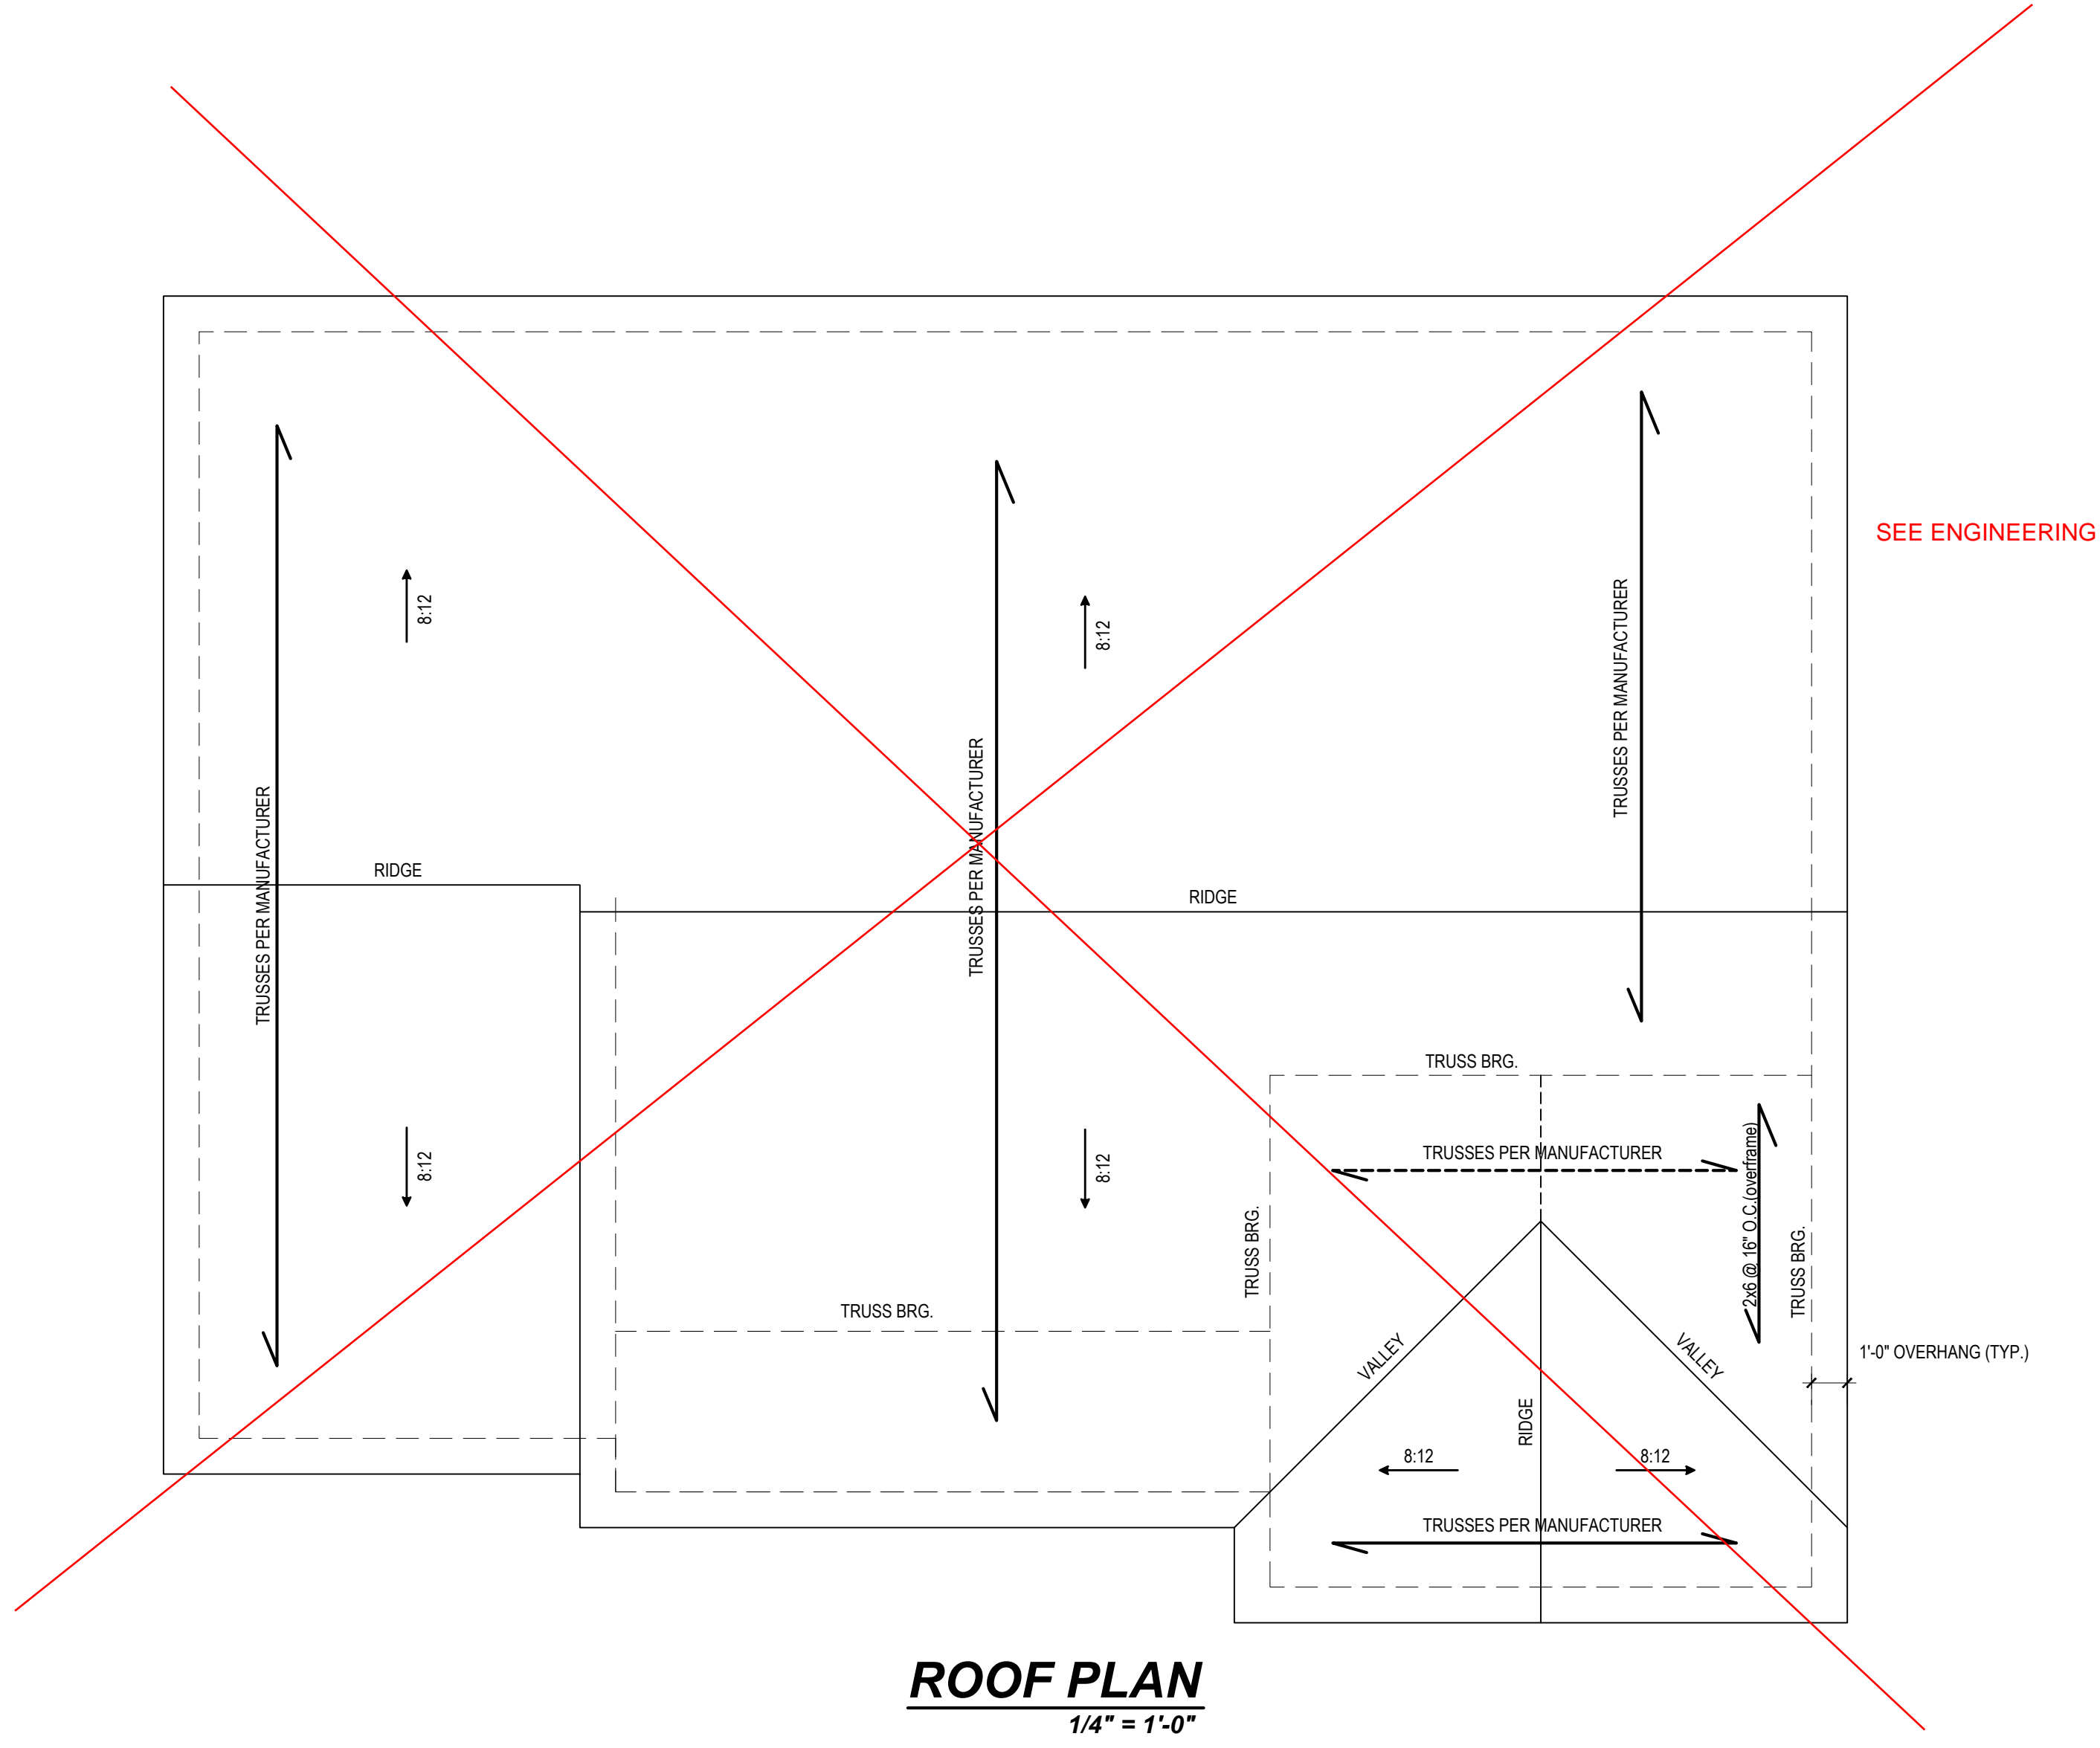 SEE ENGINEERING
8:12
8:12
TRUSSES PER MANUFACTURER
TRUSSES PER MANUFACTURER
TRUSSES PER MANUFACTURER
RIDGE
RIDGE
TRUSS BRG.
TRUSSES PER MANUFACTURER
8:12
8:12
2x6 @ 16" O.C.(overframe)
TRUSS BRG.
TRUSS BRG.
TRUSS BRG.
VALLEY
VALLEY
1'-0" OVERHANG (TYP.)
RIDGE
8:12
8:12
TRUSSES PER MANUFACTURER
ROOF PLAN
1/4" = 1'-0"